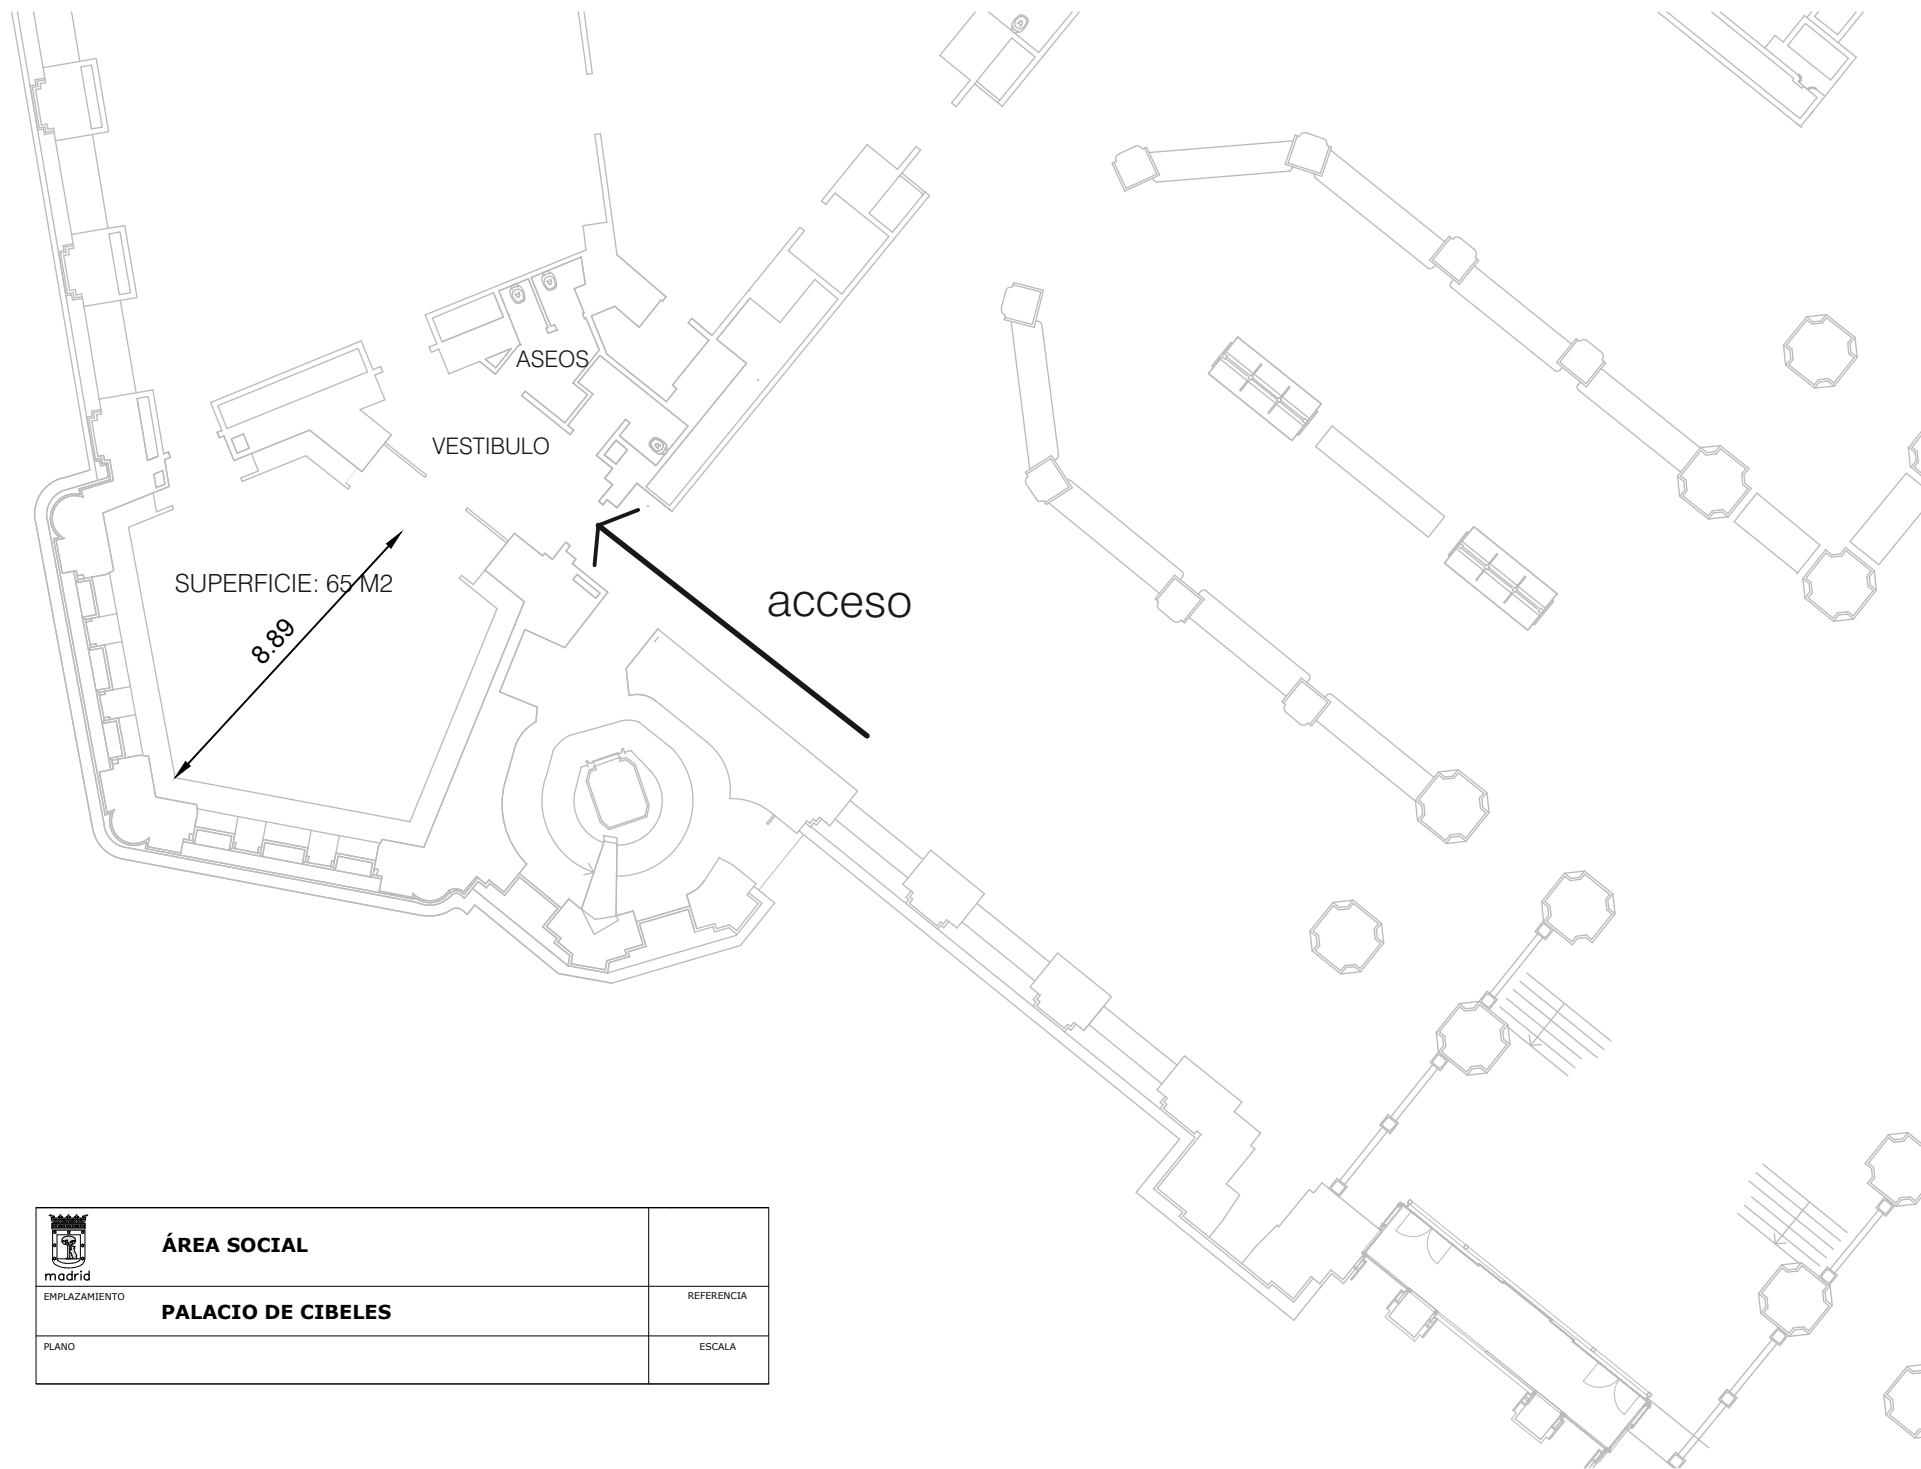 ASEOS
VESTIBULO
SUPERFICIE: 65 M2
8.89
acceso
madrid
ÁREA SOCIAL
EMPLAZAMIENTO
PALACIO DE CIBELES
REFERENCIA
PLANO
ESCALA